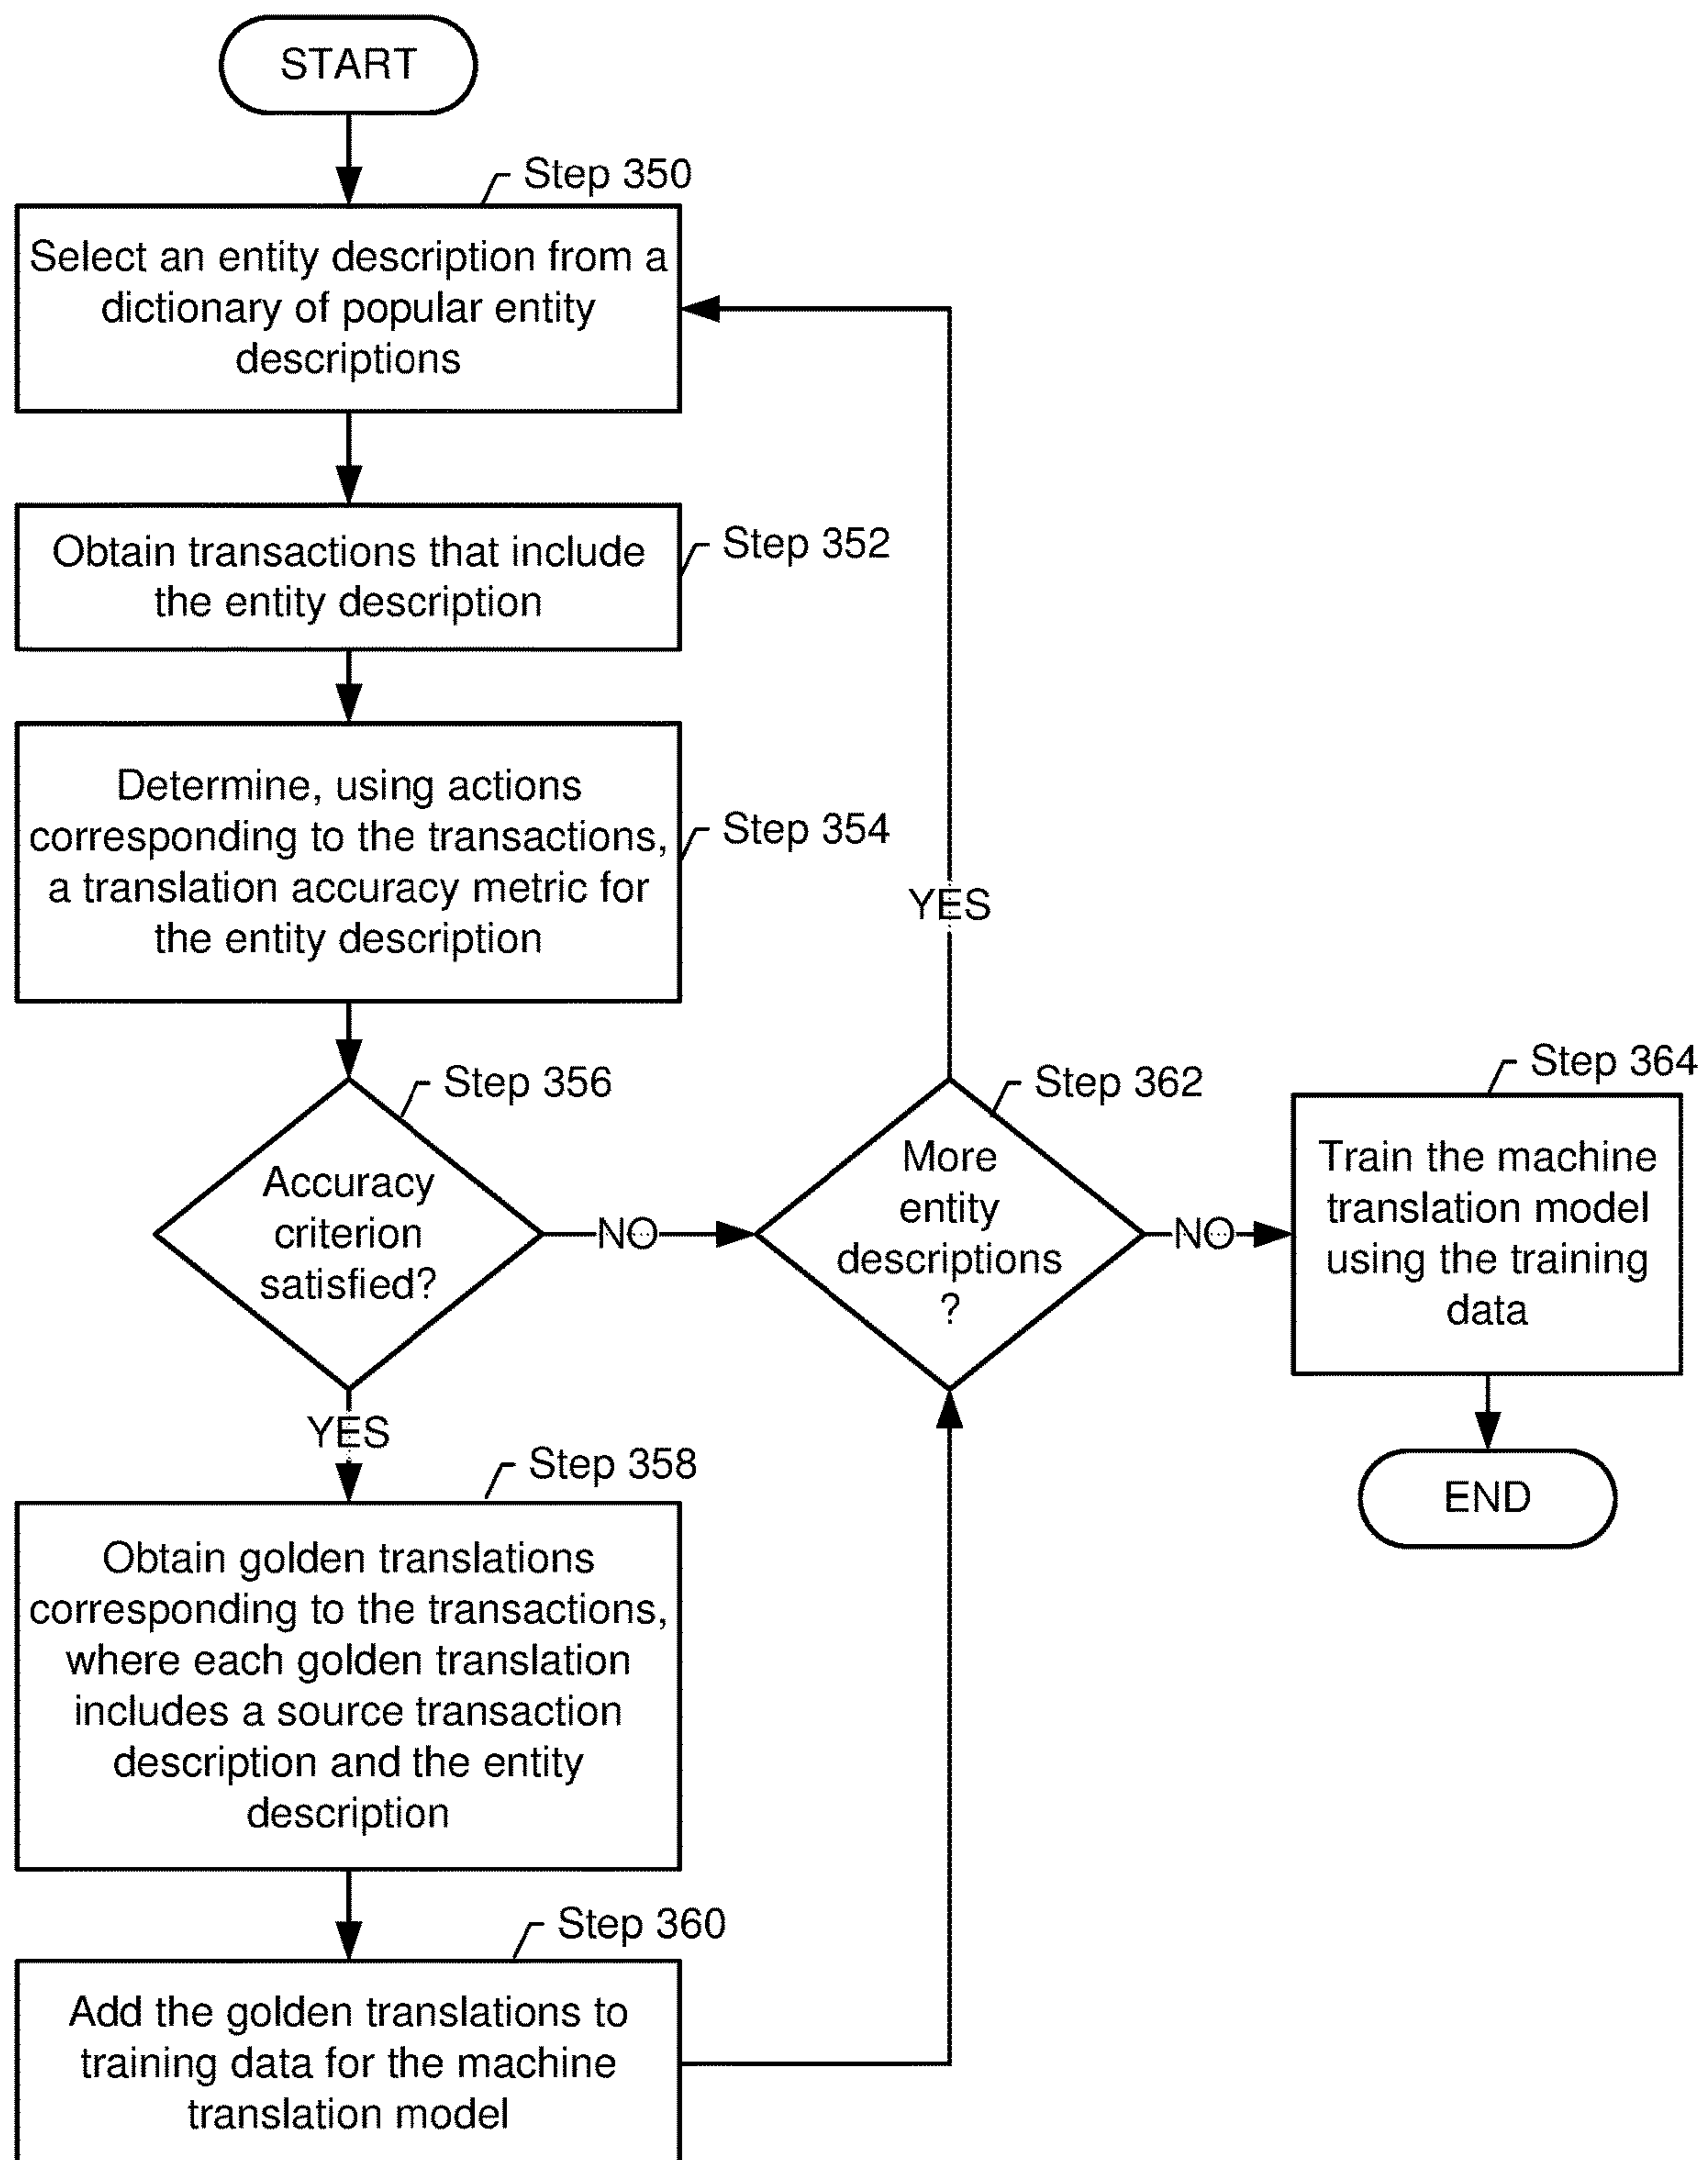 START
Step 350
Select an entity description from a
dictionary of popular entity
descriptions
Obtain transactions that include
the entity description
Step 352
Determine, using actions
corresponding to the transactions,
a translation accuracy metric for
the entity description
Step 354
YES
Step 356
Accuracy
criterion
satisfied?
NO
Step 362
More
entity
descriptions
?
NO
Step 364
Train the machine
translation model
using the training
data
END
YES
Step 358
Obtain golden translations
corresponding to the transactions,
where each golden translation
includes a source transaction
description and the entity
description
Step 360
Add the golden translations to
training data for the machine
translation model